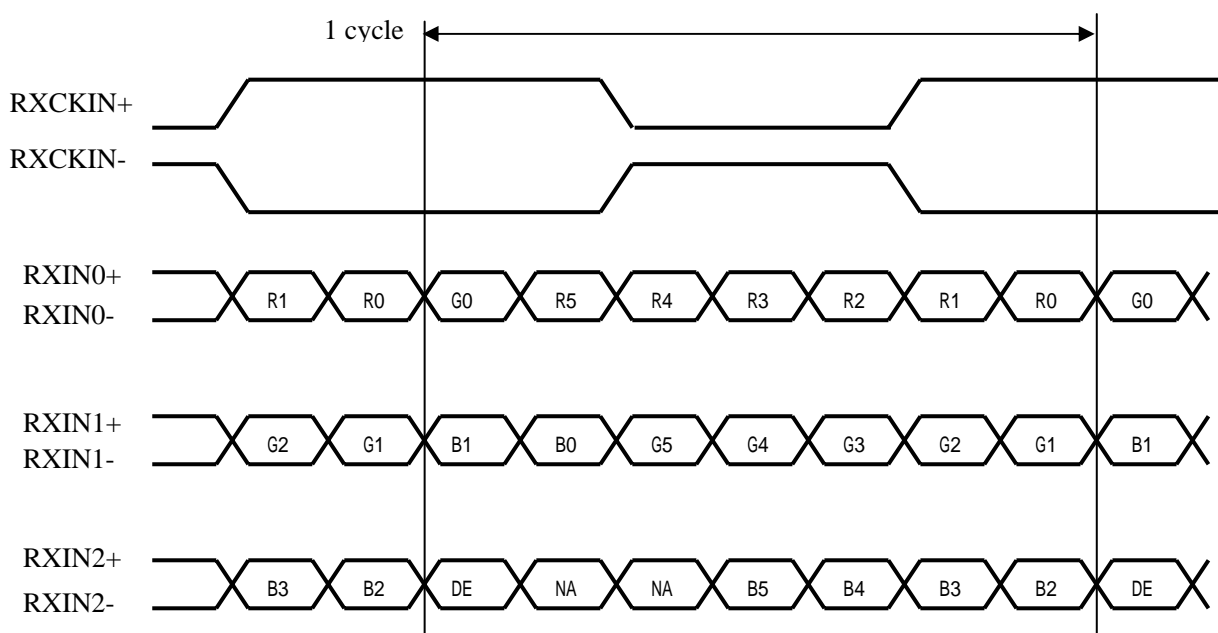 1 cycle
RXCKIN+
RXCKIN-
RXIN0+
RXIN0-
R1 R0 G0 R5 R4 R3 R2 R1 R0 G0
RXIN1+
RXIN1-
G2 G1 B1 B0 G5 G4 G3 G2 G1 B1
RXIN2+
RXIN2-
B3 B2 DE NA NA B5 B4 B3 B2 DE